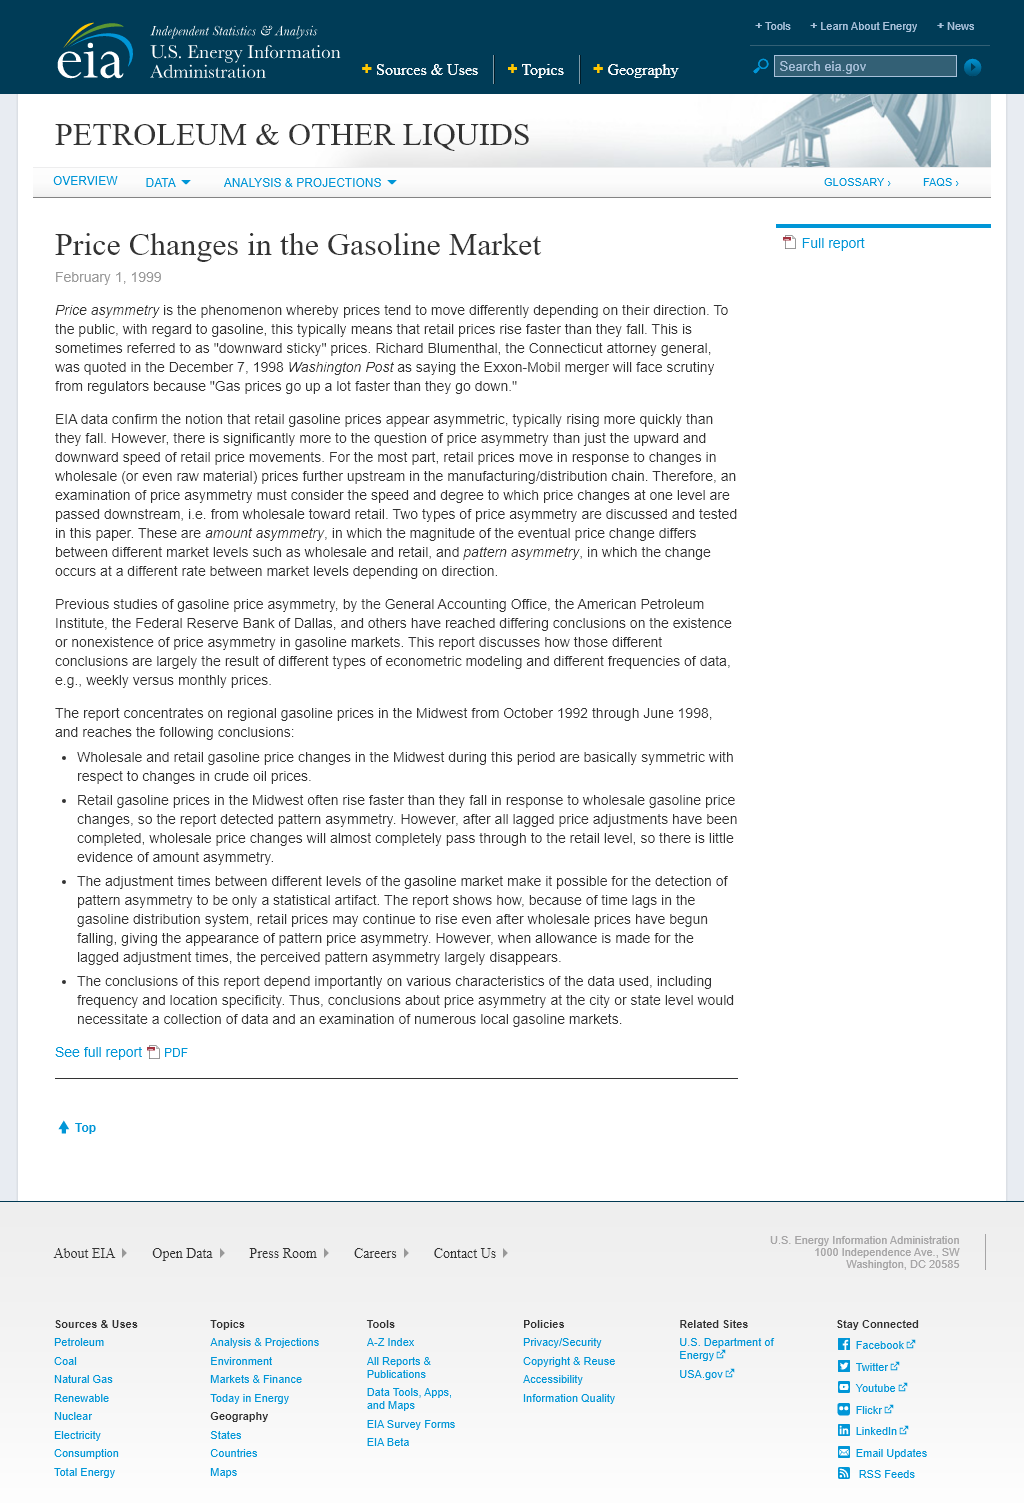 Independent Statistics & Analysis
U.S. Energy Information
Administration
eia
Sources & Uses
Topics
Geography
+ Tools
+ Learn About Energy
+ News
Search eia.gov
PETROLEUM & OTHER LIQUIDS
OVERVIEW
DATA
ANALYSIS & PROJECTIONS
GLOSSARY ›
FAQS ›
Price Changes in the Gasoline Market
February 1, 1999
Full report
Price asymmetry is the phenomenon whereby prices tend to move differently depending on their direction. To
the public, with regard to gasoline, this typically means that retail prices rise faster than they fall. This is
sometimes referred to as "downward sticky" prices. Richard Blumenthal, the Connecticut attorney general,
was quoted in the December 7, 1998 Washington Post as saying the Exxon-Mobil merger will face scrutiny
from regulators because "Gas prices go up a lot faster than they go down."
EIA data confirm the notion that retail gasoline prices appear asymmetric, typically rising more quickly than
they fall. However, there is significantly more to the question of price asymmetry than just the upward and
downward speed of retail price movements. For the most part, retail prices move in response to changes in
wholesale (or even raw material) prices further upstream in the manufacturing/distribution chain. Therefore, an
examination of price asymmetry must consider the speed and degree to which price changes at one level are
passed downstream, i.e. from wholesale toward retail. Two types of price asymmetry are discussed and tested
in this paper. These are amount asymmetry, in which the magnitude of the eventual price change differs
between different market levels such as wholesale and retail, and pattern asymmetry, in which the change
occurs at a different rate between market levels depending on direction.
Previous studies of gasoline price asymmetry, by the General Accounting Office, the American Petroleum
Institute, the Federal Reserve Bank of Dallas, and others have reached differing conclusions on the existence
or nonexistence of price asymmetry in gasoline markets. This report discusses how those different
conclusions are largely the result of different types of econometric modeling and different frequencies of data,
e.g., weekly versus monthly prices.
The report concentrates on regional gasoline prices in the Midwest from October 1992 through June 1998,
and reaches the following conclusions:
• Wholesale and retail gasoline price changes in the Midwest during this period are basically symmetric with
respect to changes in crude oil prices.
• Retail gasoline prices in the Midwest often rise faster than they fall in response to wholesale gasoline price
changes, so the report detected pattern asymmetry. However, after all lagged price adjustments have been
completed, wholesale price changes will almost completely pass through to the retail level, so there is little
evidence of amount asymmetry.
• The adjustment times between different levels of the gasoline market make it possible for the detection of
pattern asymmetry to be only a statistical artifact. The report shows how, because of time lags in the
gasoline distribution system, retail prices may continue to rise even after wholesale prices have begun
falling, giving the appearance of pattern price asymmetry. However, when allowance is made for the
lagged adjustment times, the perceived pattern asymmetry largely disappears.
• The conclusions of this report depend importantly on various characteristics of the data used, including
frequency and location specificity. Thus, conclusions about price asymmetry at the city or state level would
necessitate a collection of data and an examination of numerous local gasoline markets.
See full report PDF
Top
About EIA
Open Data
Press Room
Careers
Contact Us
U.S. Energy Information Administration
1000 Independence Ave., SW
Washington, DC 20585
Sources & Uses
Petroleum
Coal
Natural Gas
Renewable
Nuclear
Electricity
Consumption
Total Energy
Topics
Analysis & Projections
Environment
Markets & Finance
Today in Energy
Geography
States
Countries
Maps
Tools
A-Z Index
All Reports &
Publications
Data Tools, Apps,
and Maps
EIA Survey Forms
EIA Beta
Policies
Privacy/Security
Copyright & Reuse
Accessibility
Information Quality
Related Sites
U.S. Department of
Energy
USA.gov
Stay Connected
Facebook
Twitter
Youtube
Flickr
LinkedIn
Email Updates
RSS Feeds